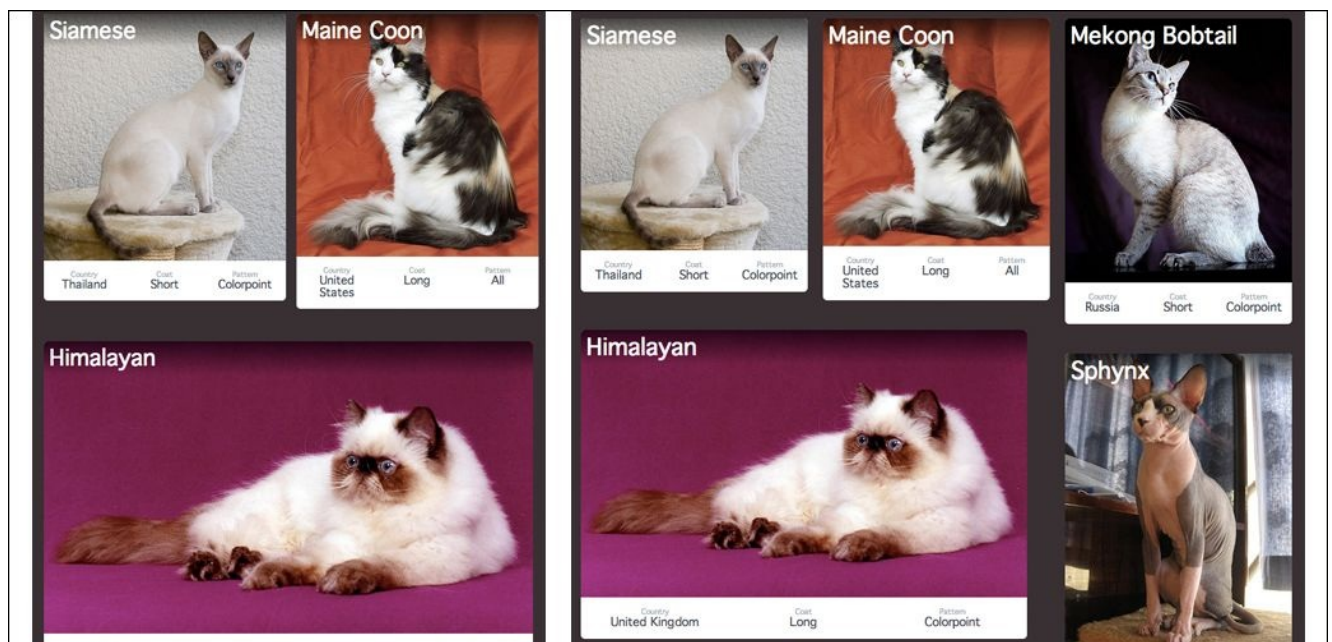 Siamese
Country Coat Pattern
Thailand Short Colorpoint
Maine Coon
Country Coat Pattern
United States Long All
Himalayan
Siamese
Country Coat Pattern
Thailand Short Colorpoint
Maine Coon
Country Coat Pattern
United States Long All
Mekong Bobtail
Country Coat Pattern
Russia Short Colorpoint
Himalayan
Country Coat Pattern
United Kingdom Long Colorpoint
Sphynx